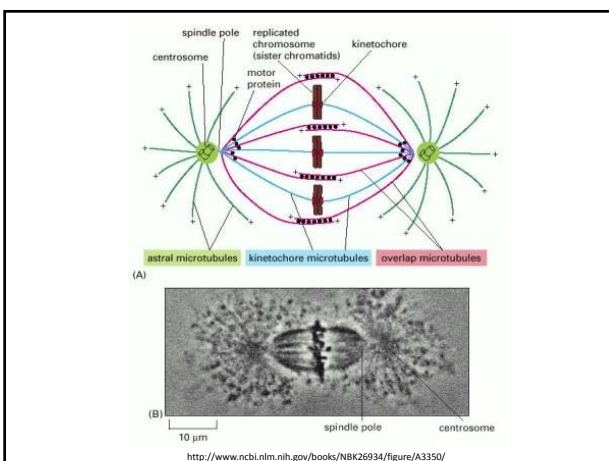 spindle pole
centrosome
replicated
chromosome
(sister chromatids)
kinetochore
motor
protein
+ + + + + + + + + + + + + + + + + + + + + + + +
astral microtubules
kinetochore microtubules
overlap microtubules
(A)
(B)
spindle pole
centrosome
10 μm
http://www.ncbi.nlm.nih.gov/books/NBK26934/figure/A3350/